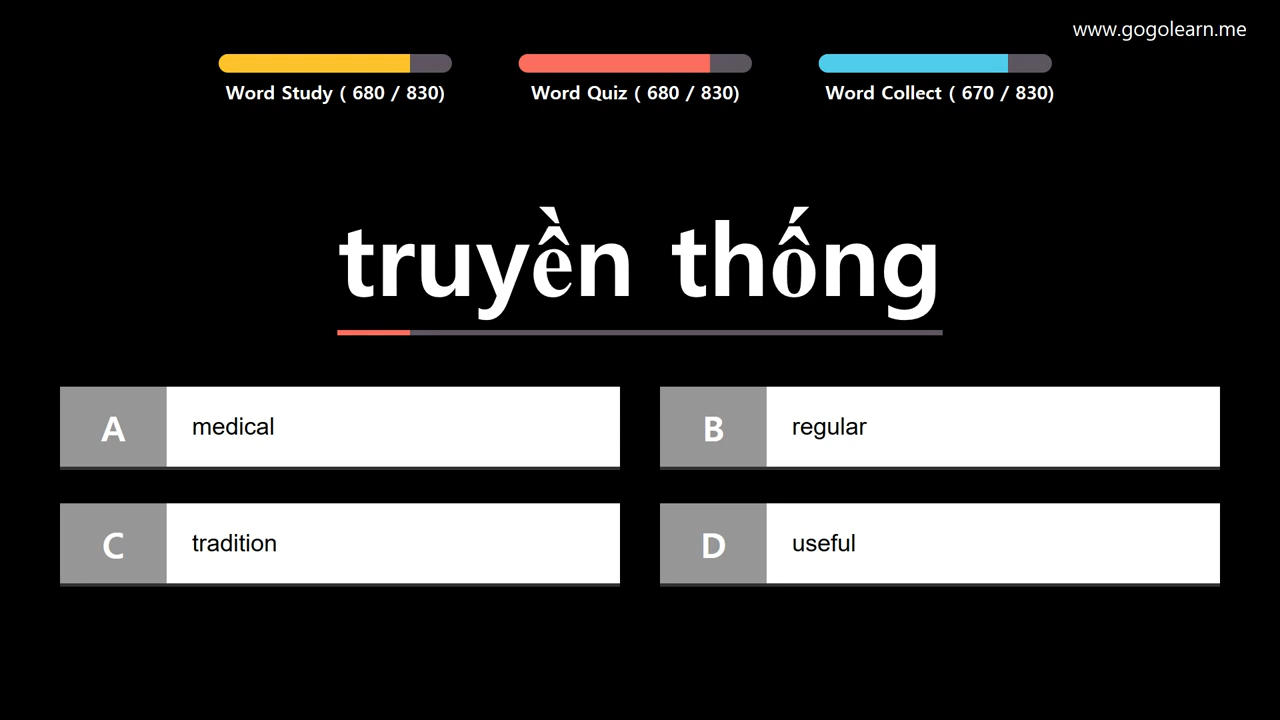 www.gogolearn.me
Word Study ( 680 / 830)
Word Quiz ( 680 / 830)
Word Collect ( 670 / 830)
truyền thống
A medical
B regular
C tradition
D useful